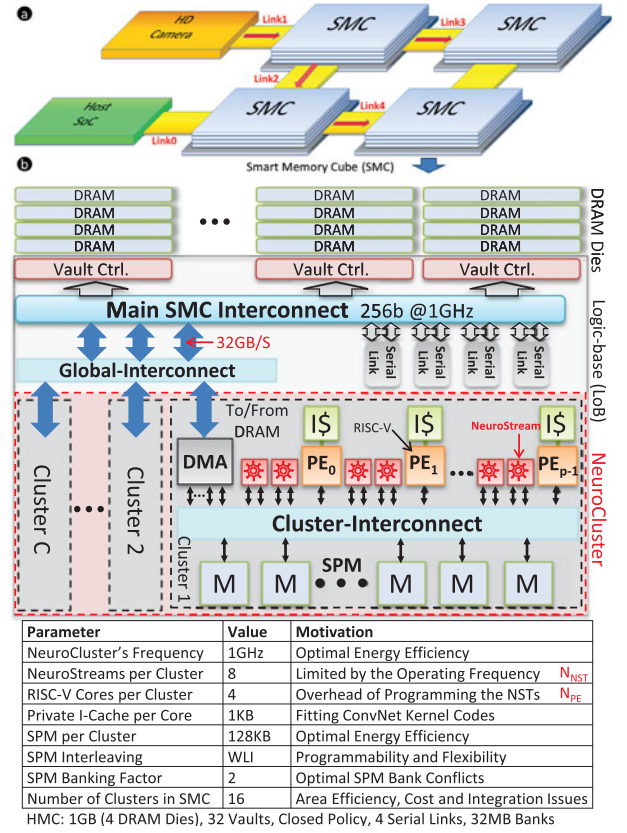 a
HD
Camera
Link1
SMC
Link3
SMC
Link2
Host
SoC
Link0
SMC
Link4
SMC
b
Smart Memory Cube (SMC)
DRAM DRAM DRAM
DRAM DRAM DRAM
DRAM ... DRAM DRAM
DRAM DRAM DRAM
DRAM Dies
Vault Ctrl. Vault Ctrl. Vault Ctrl.
Main SMC Interconnect 256b @1GHz
32GB/S
Serial Link Serial Link Serial Link Serial Link
Logic-base (LoB)
Global-Interconnect
To/From
DRAM
I$ RISC-V I$ NeuroStream I$
DMA PE0 PE1 ... PEp-1
Cluster C ... Cluster 2
Cluster-Interconnect
Cluster 1
SPM
M M ... M M M
NeuroCluster
Parameter Value Motivation
NeuroCluster's Frequency 1GHz Optimal Energy Efficiency
NeuroStreams per Cluster 8 Limited by the Operating Frequency NNST
RISC-V Cores per Cluster 4 Overhead of Programming the NSTs NPE
Private I-Cache per Core 1KB Fitting ConvNet Kernel Codes
SPM per Cluster 128KB Optimal Energy Efficiency
SPM Interleaving WLI Programmability and Flexibility
SPM Banking Factor 2 Optimal SPM Bank Conflicts
Number of Clusters in SMC 16 Area Efficiency, Cost and Integration Issues
HMC: 1GB (4 DRAM Dies), 32 Vaults, Closed Policy, 4 Serial Links, 32MB Banks